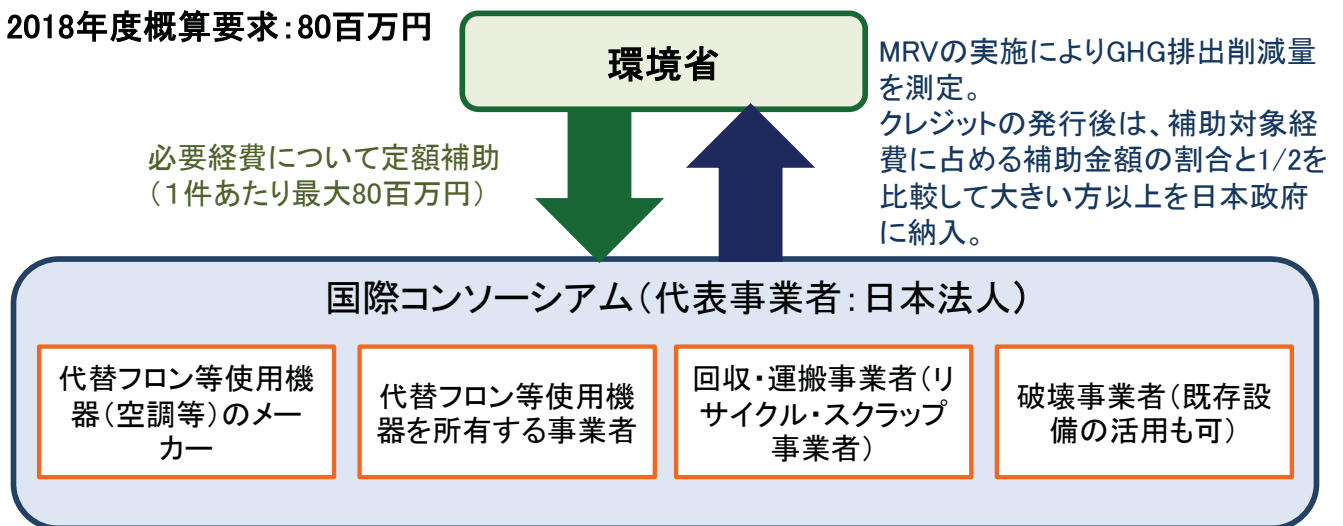 2018年度概算要求:80百万円
環境省
MRVの実施によりGHG排出削減量
を測定。
クレジットの発行後は、補助対象経
費に占める補助金額の割合と1/2を
比較して大きい方以上を日本政府
に納入。
必要経費について定額補助
(1件あたり最大80百万円)
国際コンソーシアム(代表事業者:日本法人)
代替フロン等使用機
器(空調等)のメー
カー
代替フロン等使用機
器を所有する事業者
回収・運搬事業者(リ
サイクル・スクラップ
事業者)
破壊事業者(既存設
備の活用も可)